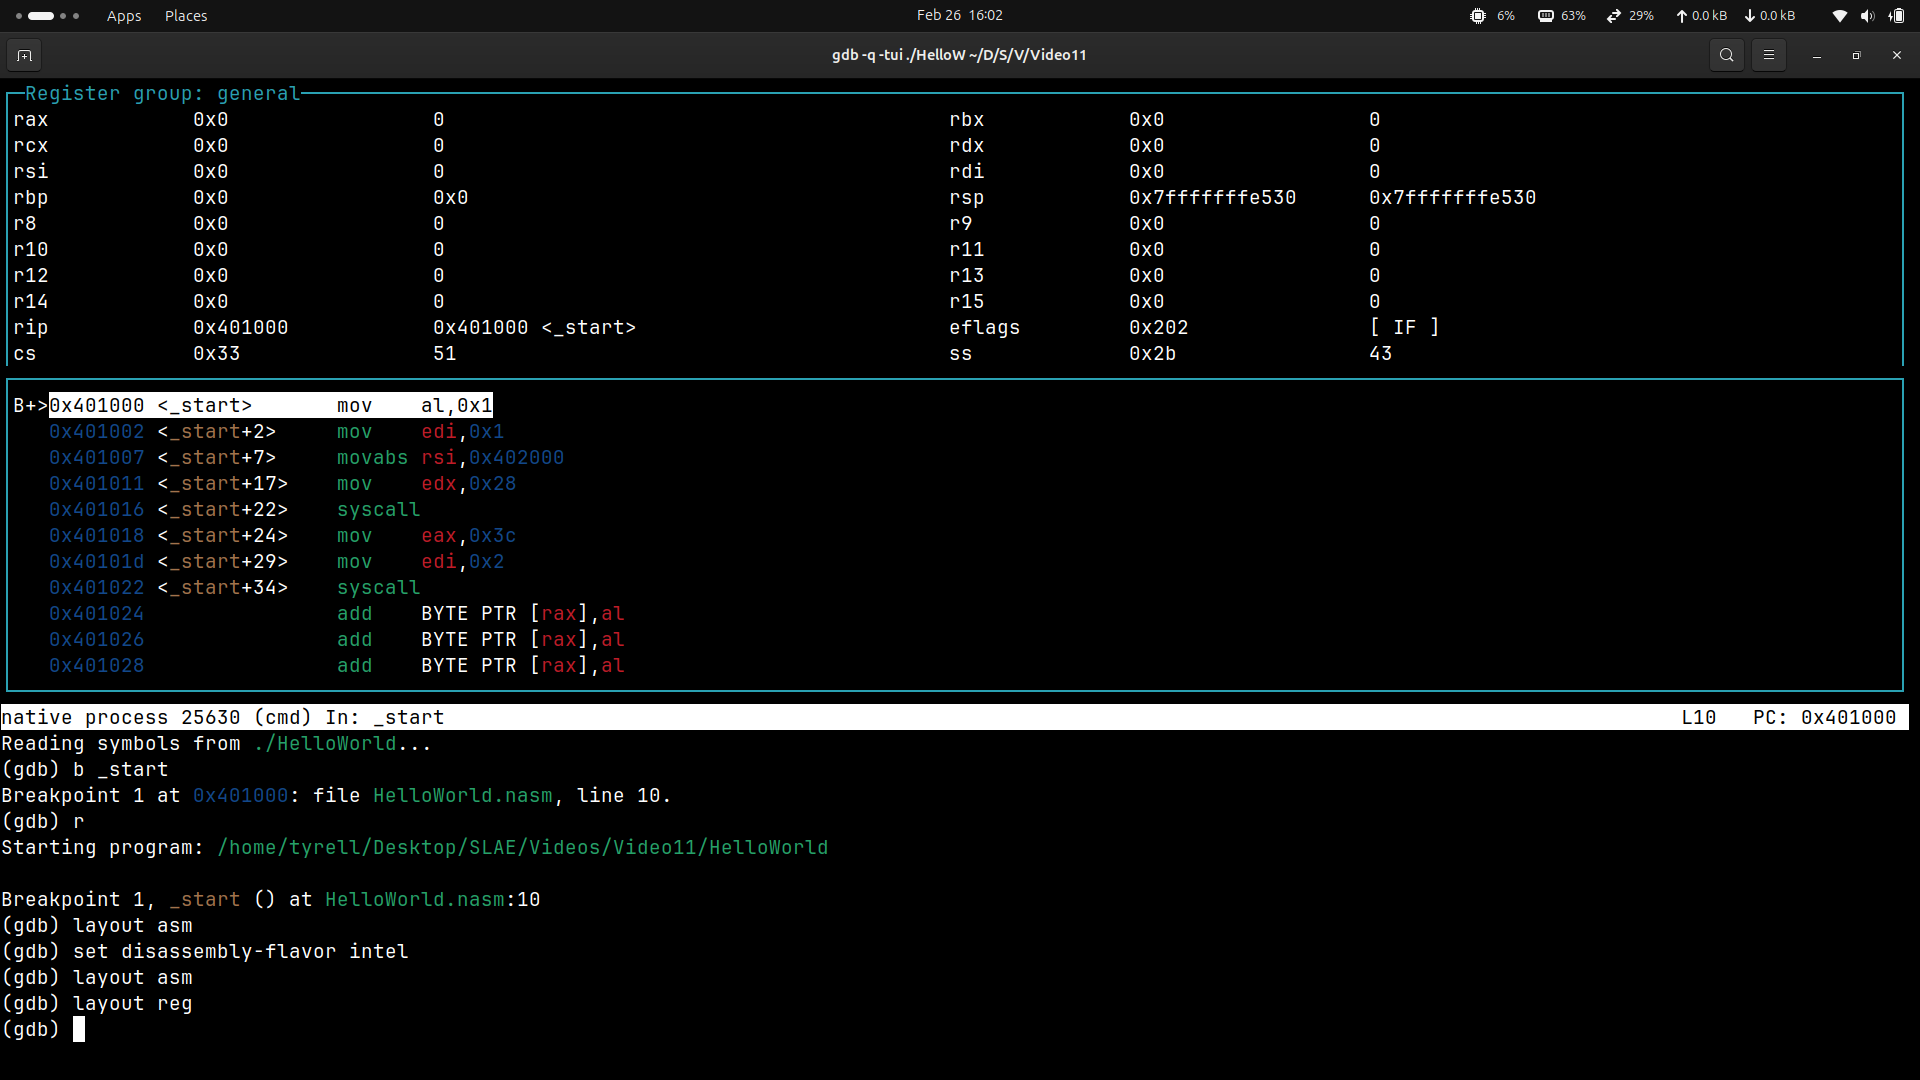 Apps Places Feb 26 16:02 6% 63% 29% 0.0 kB 0.0 kB
gdb -q -tui ./HelloW ~/D/S/V/Video11
Register group: general
rax 0x0 0 rbx 0x0 0
rcx 0x0 0 rdx 0x0 0
rsi 0x0 0 rdi 0x0 0
rbp 0x0 0x0 rsp 0x7fffffffe530 0x7fffffffe530
r8 0x0 0 r9 0x0 0
r10 0x0 0 r11 0x0 0
r12 0x0 0 r13 0x0 0
r14 0x0 0 r15 0x0 0
rip 0x401000 0x401000 <_start> eflags 0x202 [ IF ]
cs 0x33 51 ss 0x2b 43
B+>0x401000 <_start> mov al,0x1
0x401002 <_start+2> mov edi,0x1
0x401007 <_start+7> movabs rsi,0x402000
0x401011 <_start+17> mov edx,0x28
0x401016 <_start+22> syscall
0x401018 <_start+24> mov eax,0x3c
0x40101d <_start+29> mov edi,0x2
0x401022 <_start+34> syscall
0x401024 add BYTE PTR [rax],al
0x401026 add BYTE PTR [rax],al
0x401028 add BYTE PTR [rax],al
native process 25630 (cmd) In: _start L10 PC: 0x401000
Reading symbols from ./HelloWorld...
(gdb) b _start
Breakpoint 1 at 0x401000: file HelloWorld.nasm, line 10.
(gdb) r
Starting program: /home/tyrell/Desktop/SLAE/Videos/Video11/HelloWorld
Breakpoint 1, _start () at HelloWorld.nasm:10
(gdb) layout asm
(gdb) set disassembly-flavor intel
(gdb) layout asm
(gdb) layout reg
(gdb)